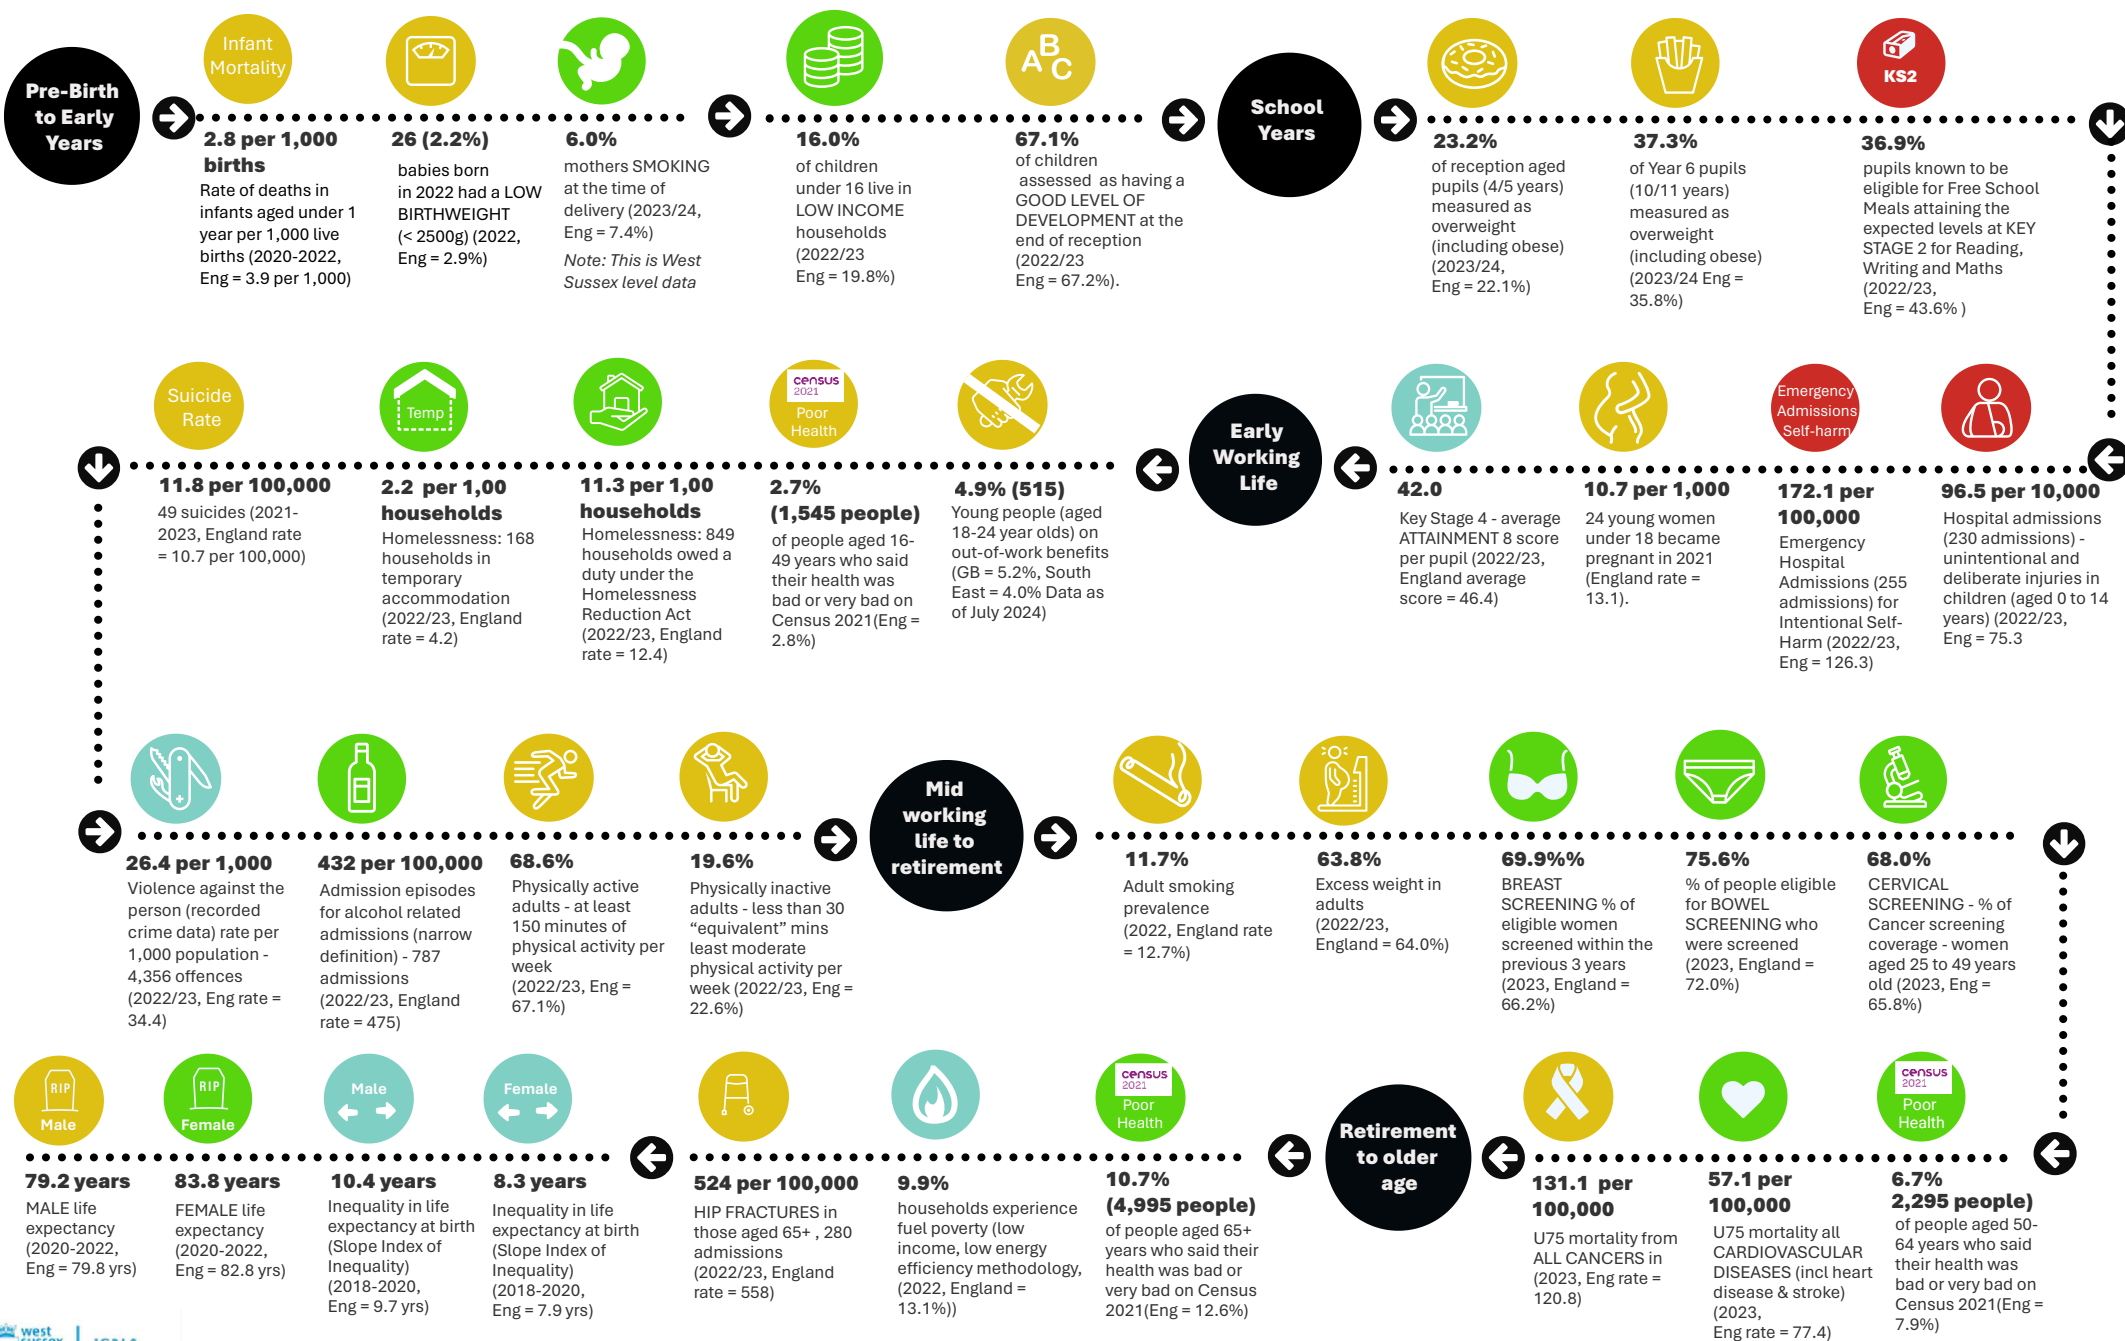 Pre-Birth
to Early
Years
Infant
Mortality
2.8 per 1,000
births
Rate of deaths in
infants aged under 1
year per 1,000 live
births (2020-2022,
Eng = 3.9 per 1,000)
26 (2.2%)
babies born
in 2022 had a LOW
BIRTHWEIGHT
(< 2500g) (2022,
Eng = 2.9%)
6.0%
mothers SMOKING
at the time of
delivery (2023/24,
Eng = 7.4%)
Note: This is West
Sussex level data
16.0%
of children
under 16 live in
LOW INCOME
households
(2022/23
Eng = 19.8%)
A B C
67.1%
of children
assessed as having a
GOOD LEVEL OF
DEVELOPMENT at the
end of reception
(2022/23
Eng = 67.2%).
School
Years
23.2%
of reception aged
pupils (4/5 years)
measured as
overweight
(including obese)
(2023/24,
Eng = 22.1%)
37.3%
of Year 6 pupils
(10/11 years)
measured as
overweight
(including obese)
(2023/24 Eng =
35.8%)
KS2
36.9%
pupils known to be
eligible for Free School
Meals attaining the
expected levels at KEY
STAGE 2 for Reading,
Writing and Maths
(2022/23,
Eng = 43.6% )
96.5 per 10,000
Hospital admissions
(230 admissions) -
unintentional and
deliberate injuries in
children (aged 0 to 14
years) (2022/23,
Eng = 75.3
Emergency
Admissions
Self-harm
172.1 per
100,000
Emergency
Hospital
Admissions (255
admissions) for
Intentional Self-
Harm (2022/23,
Eng = 126.3)
10.7 per 1,000
24 young women
under 18 became
pregnant in 2021
(England rate =
13.1).
42.0
Key Stage 4 - average
ATTAINMENT 8 score
per pupil (2022/23,
England average
score = 46.4)
Early
Working
Life
4.9% (515)
Young people (aged
18-24 year olds) on
out-of-work benefits
(GB = 5.2%, South
East = 4.0% Data as
of July 2024)
census
2021
Poor
Health
2.7%
(1,545 people)
of people aged 16-
49 years who said
their health was
bad or very bad on
Census 2021(Eng =
2.8%)
11.3 per 1,00
households
Homelessness: 849
households owed a
duty under the
Homelessness
Reduction Act
(2022/23, England
rate = 12.4)
Temp
2.2 per 1,00
households
Homelessness: 168
households in
temporary
accommodation
(2022/23, England
rate = 4.2)
Suicide
Rate
11.8 per 100,000
49 suicides (2021-
2023, England rate
= 10.7 per 100,000)
26.4 per 1,000
Violence against the
person (recorded
crime data) rate per
1,000 population -
4,356 offences
(2022/23, Eng rate =
34.4)
432 per 100,000
Admission episodes
for alcohol related
admissions (narrow
definition) - 787
admissions
(2022/23, England
rate = 475)
68.6%
Physically active
adults - at least
150 minutes of
physical activity per
week
(2022/23, Eng =
67.1%)
19.6%
Physically inactive
adults - less than 30
“equivalent” mins
least moderate
physical activity per
week (2022/23, Eng =
22.6%)
Mid
working
life to
retirement
11.7%
Adult smoking
prevalence
(2022, England rate
= 12.7%)
63.8%
Excess weight in
adults
(2022/23,
England = 64.0%)
69.9%%
BREAST
SCREENING % of
eligible women
screened within the
previous 3 years
(2023, England =
66.2%)
75.6%
% of people eligible
for BOWEL
SCREENING who
were screened
(2023, England =
72.0%)
68.0%
CERVICAL
SCREENING - % of
Cancer screening
coverage - women
aged 25 to 49 years
old (2023, Eng =
65.8%)
census
2021
Poor
Health
6.7%
2,295 people)
of people aged 50-
64 years who said
their health was
bad or very bad on
Census 2021(Eng =
7.9%)
57.1 per
100,000
U75 mortality all
CARDIOVASCULAR
DISEASES (incl heart
disease & stroke)
(2023,
Eng rate = 77.4)
131.1 per
100,000
U75 mortality from
ALL CANCERS in
(2023, Eng rate =
120.8)
Retirement
to older
age
census
2021
Poor
Health
10.7%
(4,995 people)
of people aged 65+
years who said their
health was bad or
very bad on Census
2021(Eng = 12.6%)
9.9%
households experience
fuel poverty (low
income, low energy
efficiency methodology,
(2022, England =
13.1%))
524 per 100,000
HIP FRACTURES in
those aged 65+ , 280
admissions
(2022/23, England
rate = 558)
Female
8.3 years
Inequality in life
expectancy at birth
(Slope Index of
Inequality)
(2018-2020,
Eng = 7.9 yrs)
Male
10.4 years
Inequality in life
expectancy at birth
(Slope Index of
Inequality)
(2018-2020,
Eng = 9.7 yrs)
RIP
Female
83.8 years
FEMALE life
expectancy
(2020-2022,
Eng = 82.8 yrs)
RIP
Male
79.2 years
MALE life
expectancy
(2020-2022,
Eng = 79.8 yrs)
west